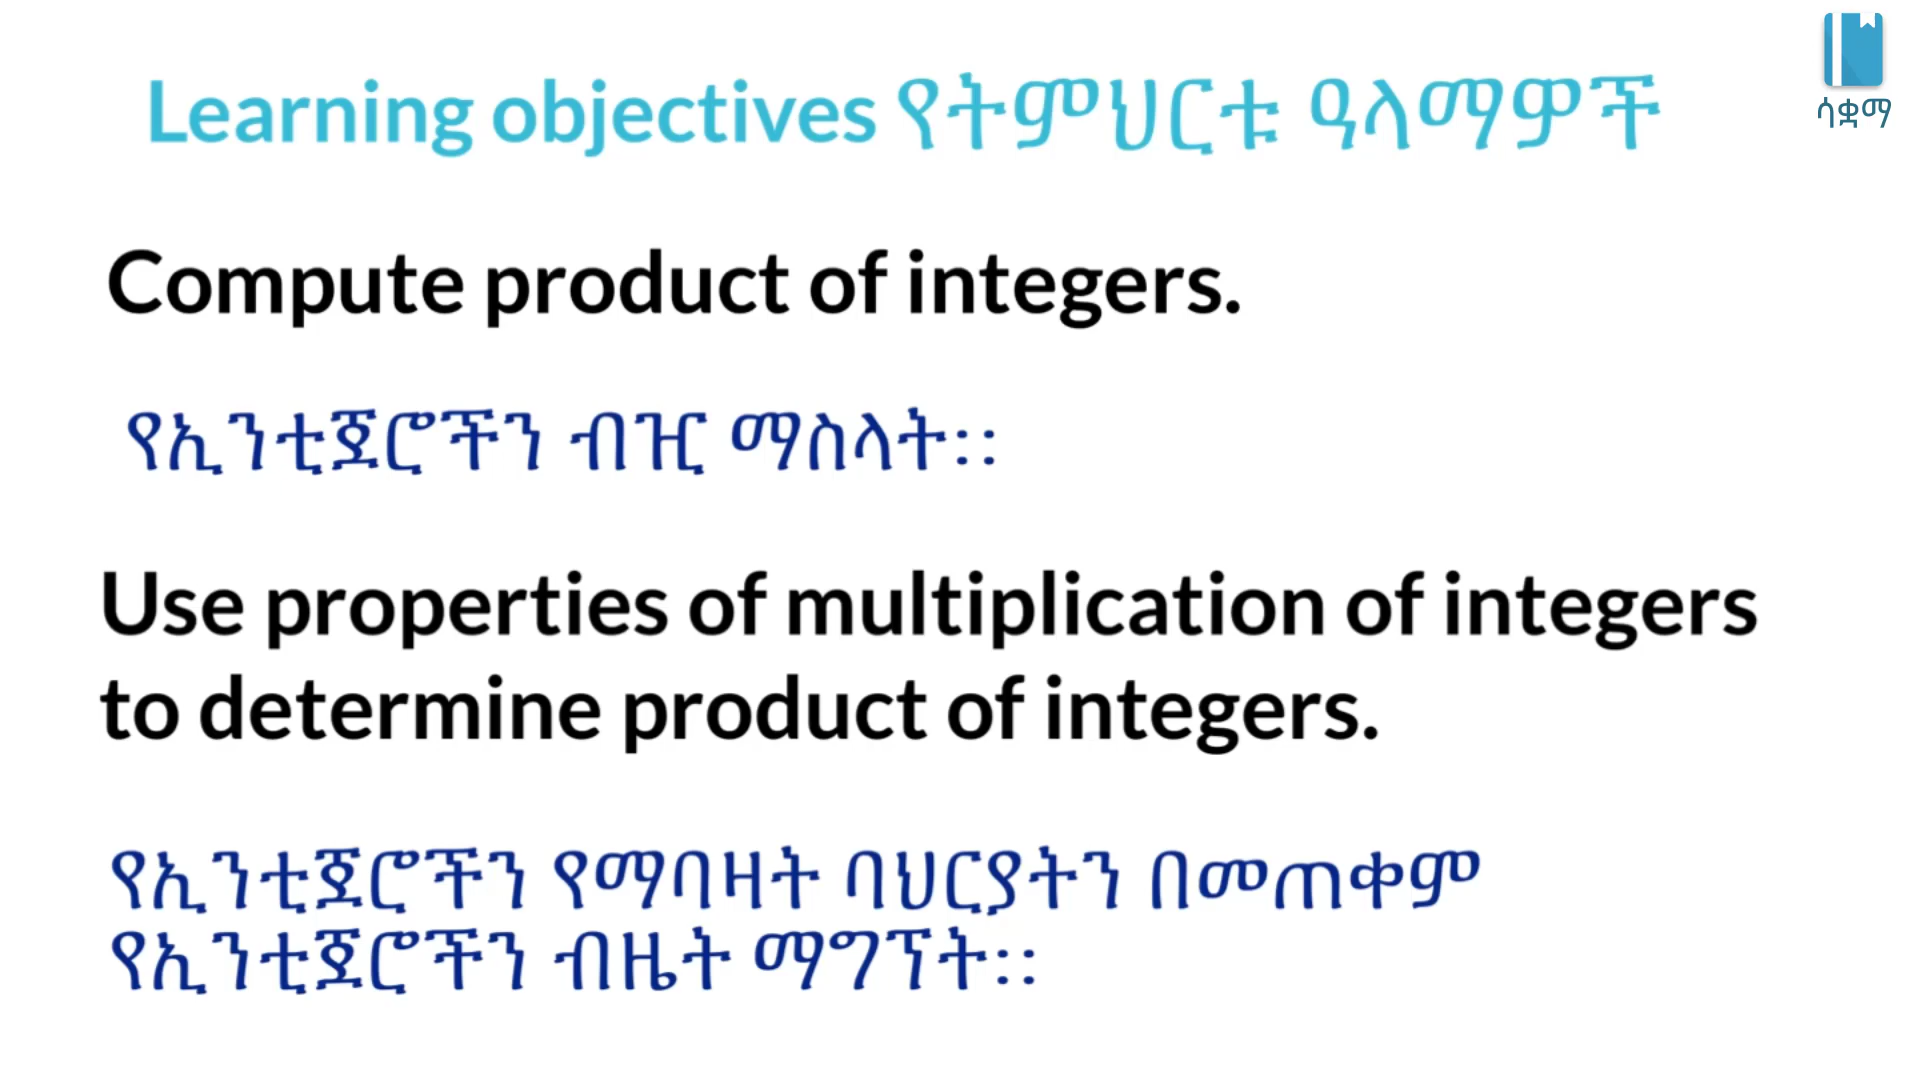 Learning objectives የትምህርቱ ዓላማዎች
ሳቋማ
Compute product of integers.
የኢንቲጀሮችን ብዢ ማስላት፡፡
Use properties of multiplication of integers
to determine product of integers.
የኢንቲጀሮችን የማባዛት ባህርያትን በመጠቀም
የኢንቲጀሮችን ብዜት ማግኘት፡፡